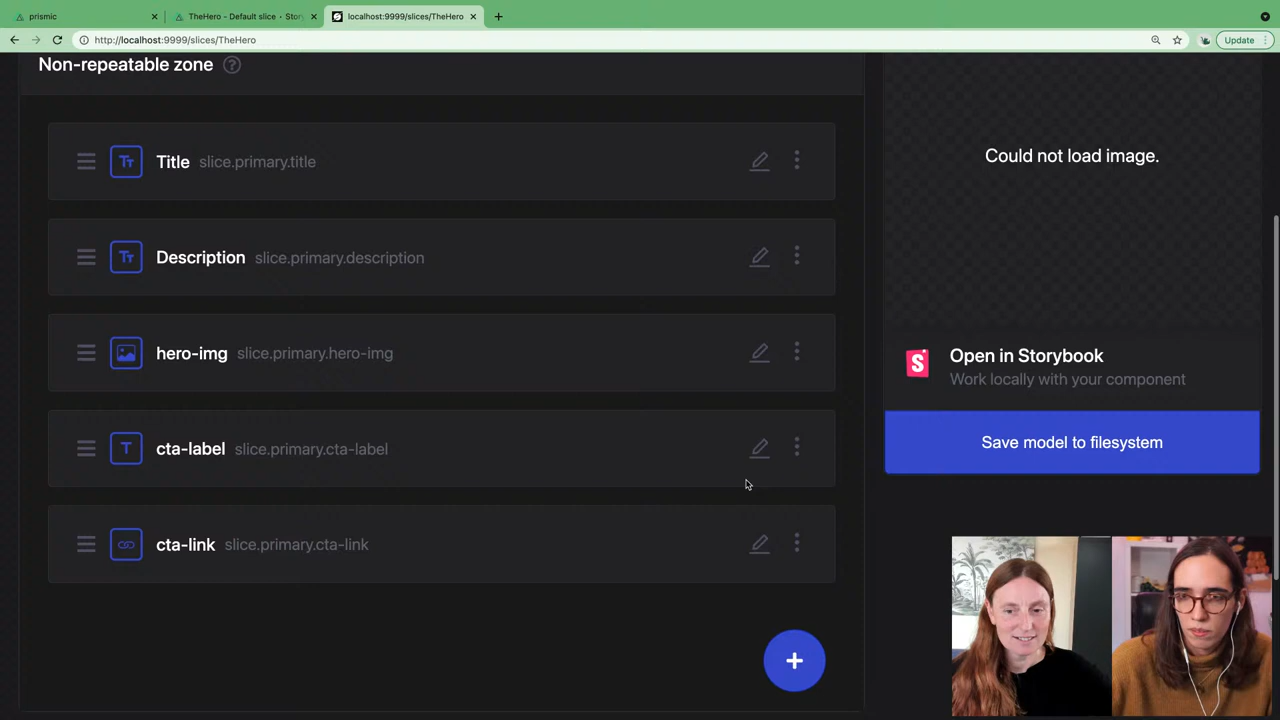 prismic
TheHero - Default slice • Story
localhost:9999/slices/TheHero
http://localhost:9999/slices/TheHero
Update
Non-repeatable zone ?
Tт Title slice.primary.title
Tт Description slice.primary.description
hero-img slice.primary.hero-img
T cta-label slice.primary.cta-label
cta-link slice.primary.cta-link
Could not load image.
S Open in Storybook
Work locally with your component
Save model to filesystem